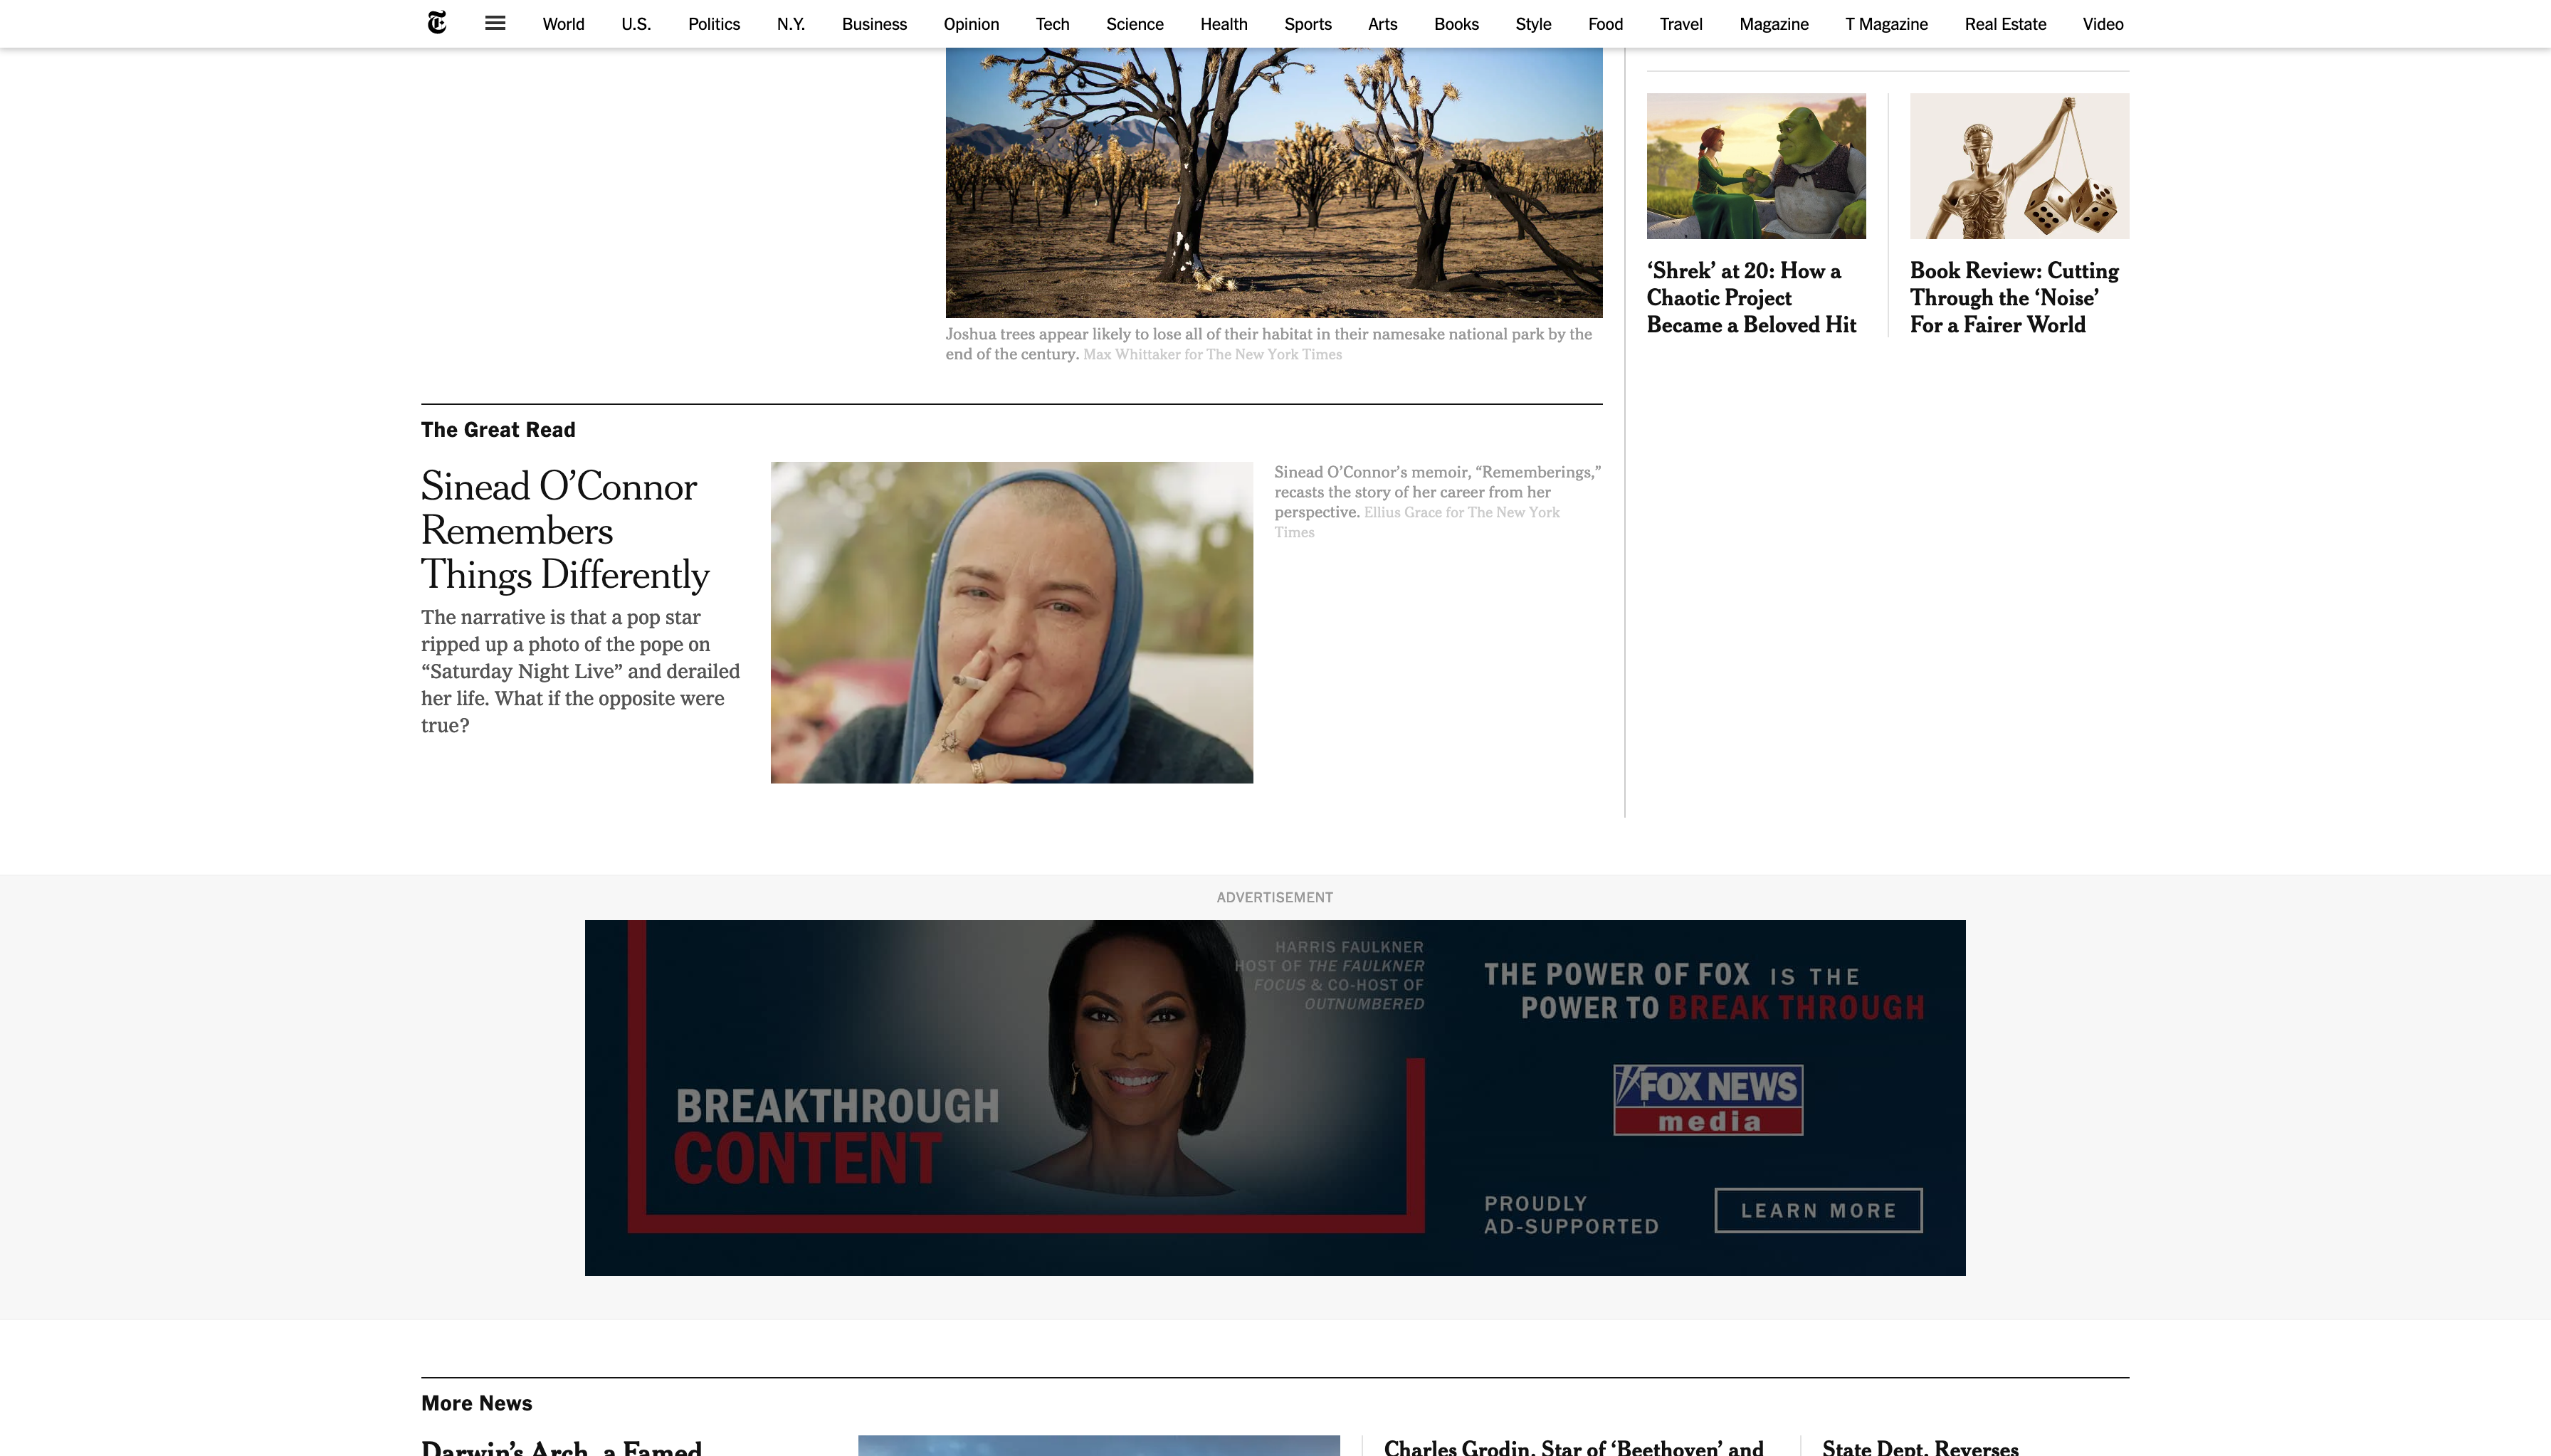 World U.S. Politics N.Y. Business Opinion Tech Science Health Sports Arts Books Style Food Travel Magazine T Magazine Real Estate Video
Joshua trees appear likely to lose all of their habitat in their namesake national park by the
end of the century. Max Whittaker for The New York Times
‘Shrek’ at 20: How a
Chaotic Project
Became a Beloved Hit
Book Review: Cutting
Through the ‘Noise’
For a Fairer World
The Great Read
Sinead O’Connor
Remembers
Things Differently
The narrative is that a pop star
ripped up a photo of the pope on
“Saturday Night Live” and derailed
her life. What if the opposite were
true?
Sinead O’Connor’s memoir, “Rememberings,”
recasts the story of her career from her
perspective. Ellius Grace for The New York
Times
ADVERTISEMENT
HARRIS FAULKNER
HOST OF THE FAULKNER
FOCUS & CO-HOST OF
OUTNUMBERED
BREAKTHROUGH
CONTENT
THE POWER OF FOX IS THE
POWER TO BREAK THROUGH
FOX NEWS
media
PROUDLY
AD-SUPPORTED
LEARN MORE
More News
Darwin’s Arch, a Famed
Charles Grodin, Star of ‘Beethoven’ and
State Dept. Reverses